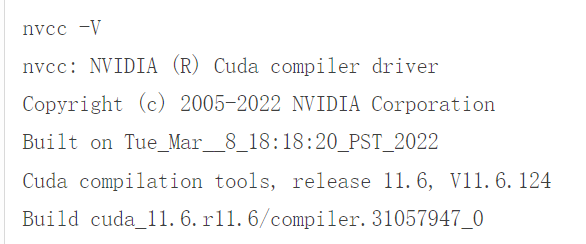 nvcc -V
nvcc: NVIDIA (R) Cuda compiler driver
Copyright (c) 2005-2022 NVIDIA Corporation
Built on Tue_Mar__8_18:18:20_PST_2022
Cuda compilation tools, release 11.6, V11.6.124
Build cuda_11.6.r11.6/compiler.31057947_0